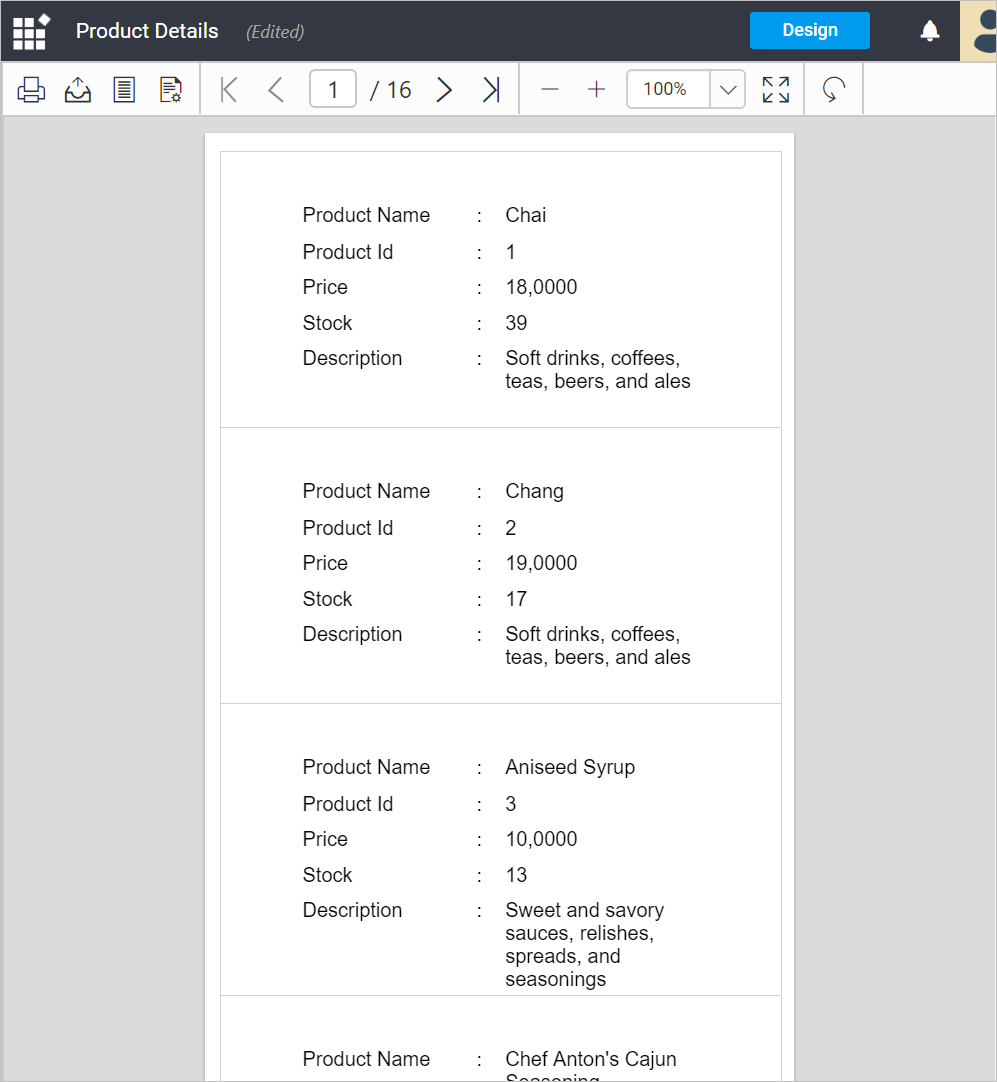 Product Details (Edited) Design
1 / 16 100%
Product Name : Chai
Product Id : 1
Price : 18,0000
Stock : 39
Description : Soft drinks, coffees,
teas, beers, and ales
Product Name : Chang
Product Id : 2
Price : 19,0000
Stock : 17
Description : Soft drinks, coffees,
teas, beers, and ales
Product Name : Aniseed Syrup
Product Id : 3
Price : 10,0000
Stock : 13
Description : Sweet and savory
sauces, relishes,
spreads, and
seasonings
Product Name : Chef Anton's Cajun
Seasoning